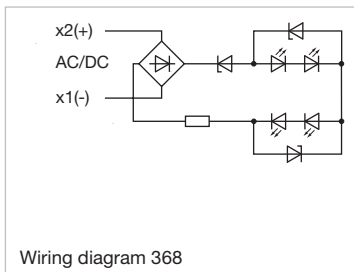 x2(+)
AC/DC
x1(-)
Wiring diagram 368